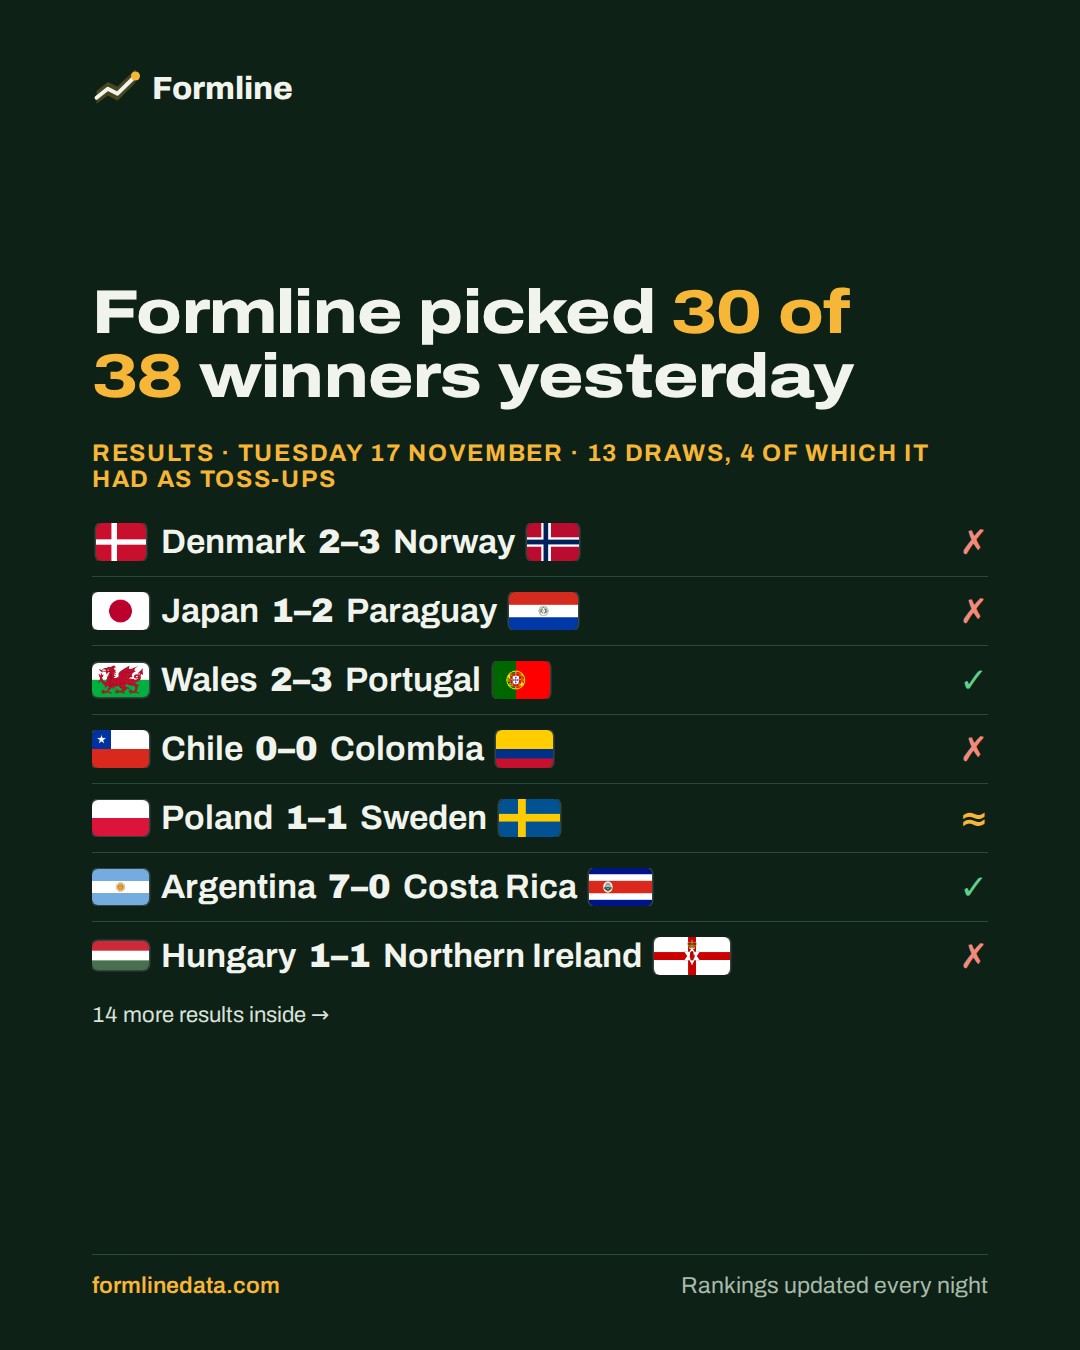 Formline
Formline picked 30 of
38 winners yesterday
RESULTS · TUESDAY 17 NOVEMBER · 13 DRAWS, 4 OF WHICH IT
HAD AS TOSS-UPS
Denmark 2–3 Norway ✗
Japan 1–2 Paraguay ✗
Wales 2–3 Portugal ✓
Chile 0–0 Colombia ✗
Poland 1–1 Sweden ≈
Argentina 7–0 Costa Rica ✓
Hungary 1–1 Northern Ireland ✗
14 more results inside →
formlinedata.com
Rankings updated every night